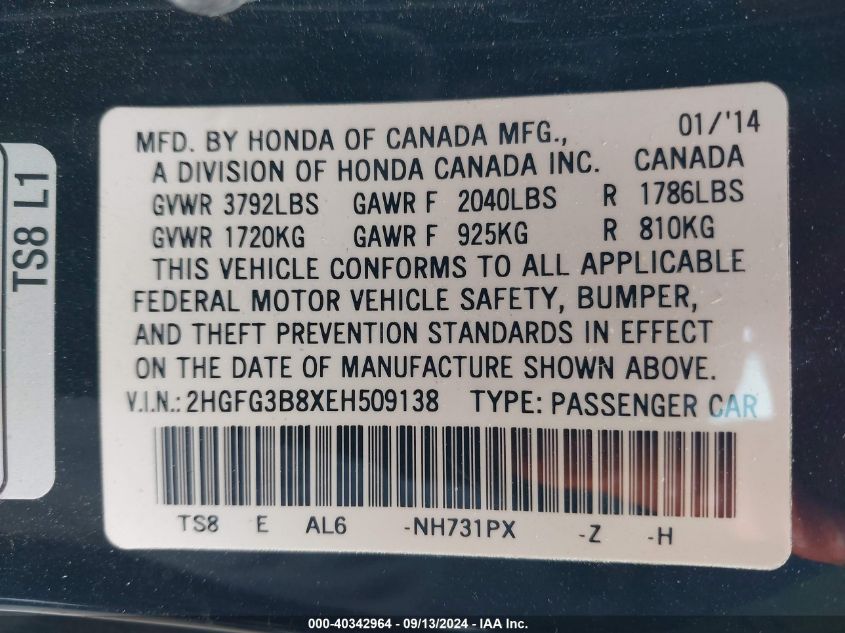 MFD. BY HONDA OF CANADA MFG., 01/'14
A DIVISION OF HONDA CANADA INC. CANADA
GVWR 3792LBS GAWR F 2040LBS R 1786LBS
GVWR 1720KG GAWR F 925KG R 810KG
THIS VEHICLE CONFORMS TO ALL APPLICABLE
FEDERAL MOTOR VEHICLE SAFETY, BUMPER,
AND THEFT PREVENTION STANDARDS IN EFFECT
ON THE DATE OF MANUFACTURE SHOWN ABOVE.
V.I.N.: 2HGFG3B8XEH509138 TYPE: PASSENGER CAR
TS8 E AL6 -NH731PX -Z -H
TS8 L1
000-40342964 - 09/13/2024 - IAA Inc.